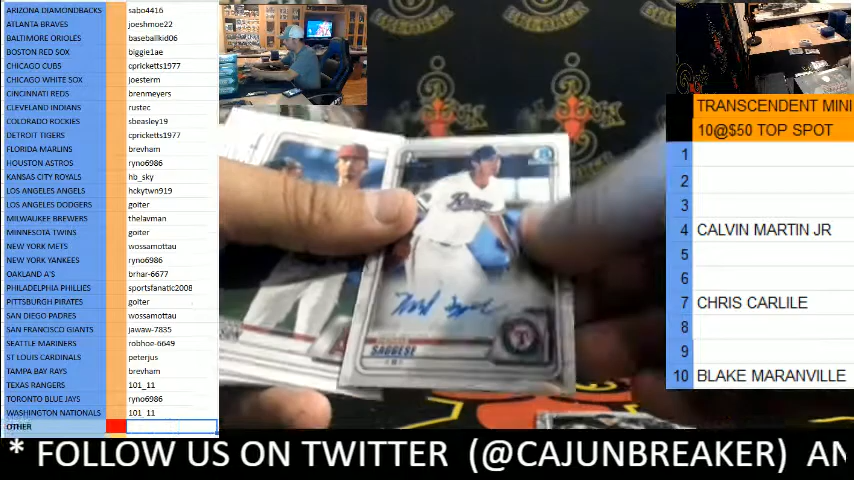 ARIZONA DIAMONDBACKS sabo4416
ATLANTA BRAVES joeshmoe22
BALTIMORE ORIOLES baseballkid06
BOSTON RED SOX biggie1ae
CHICAGO CUBS cpricketts1977
CHICAGO WHITE SOX joesterm
CINCINNATI REDS brenmeyers
CLEVELAND INDIANS rustec
COLORADO ROCKIES sbeasley19
DETROIT TIGERS cpricketts1977
FLORIDA MARLINS brevham
HOUSTON ASTROS ryno6986
KANSAS CITY ROYALS hb_sky
LOS ANGELES ANGELS hckytwn919
LOS ANGELES DODGERS golter
MILWAUKEE BREWERS thelavman
MINNESOTA TWINS golter
NEW YORK METS wossamottau
NEW YORK YANKEES ryno6986
OAKLAND A'S brhar-6677
PHILADELPHIA PHILLIES sportsfanatic2008
PITTSBURGH PIRATES golter
SAN DIEGO PADRES wossamottau
SAN FRANCISCO GIANTS jawaw-7835
SEATTLE MARINERS robhoe-6649
ST LOUIS CARDINALS peterjus
TAMPA BAY RAYS brevham
TEXAS RANGERS 101_11
TORONTO BLUE JAYS ryno6986
WASHINGTON NATIONALS 101_11
OTHER
SAGGESE
T
TRANSCENDENT MINI
10@$50 TOP SPOT
1
2
3
4 CALVIN MARTIN JR
5
6
7 CHRIS CARLILE
8
9
10 BLAKE MARANVILLE
* FOLLOW US ON TWITTER (@CAJUNBREAKER) AN